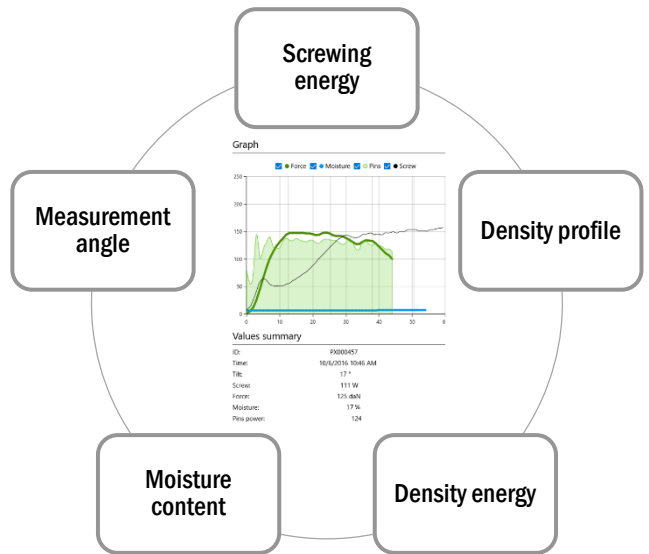 Screwing
energy
Graph
Force Moisture Pins Screw
250
200
150
100
50
0
0 10 20 30 40 50 6
Measurement
angle
Density profile
Values summary
ID: PX000457
Time: 10/6/2016 10:46 AM
Tilt: 17 °
Screw: 111 W
Force: 125 daN
Moisture: 17 %
Pins power: 124
Moisture
content
Density energy